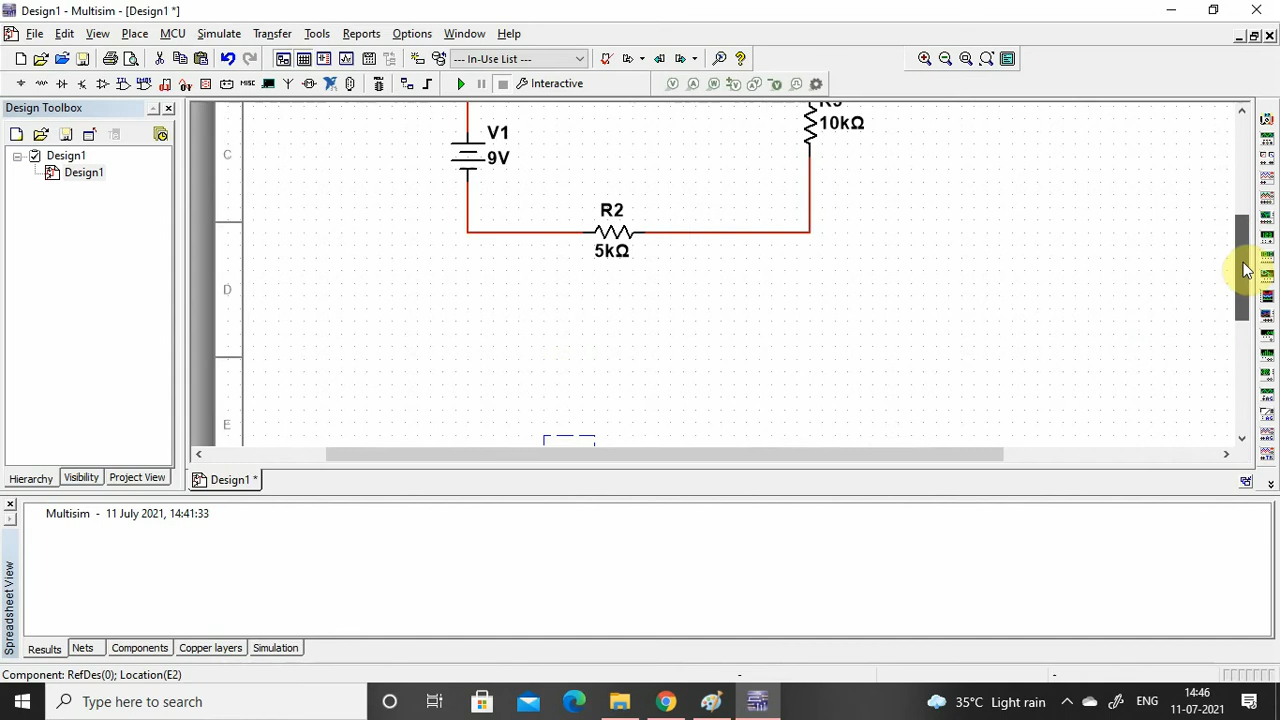 Design1 - Multisim - [Design1 *]
File Edit View Place MCU Simulate Transfer Tools Reports Options Window Help
--- In-Use List ---
Interactive
Design Toolbox
Design1
Design1
C
D
E
V1
9V
R2
5kΩ
R3
10kΩ
Hierarchy Visibility Project View
Design1 *
Multisim - 11 July 2021, 14:41:33
Spreadsheet View
Results Nets Components Copper layers Simulation
Component: RefDes(0); Location(E2) - - -
Type here to search 35°C Light rain ENG 14:46
11-07-2021